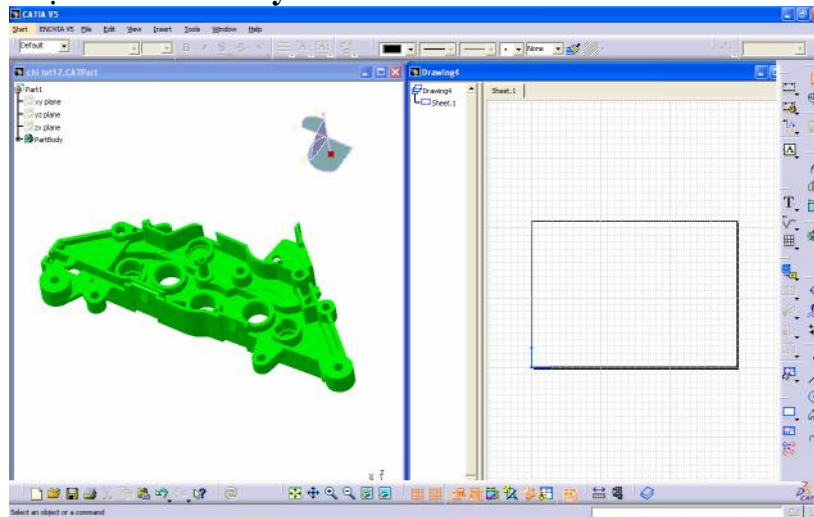 CATIA V5
Start ENOVIA V5 File Edit View Insert Tools Window Help
Default None
chi tiet17.CATPart
Drawing4
Part1
xy plane
yz plane
zx plane
PartBody
Drawing4
Sheet.1
Sheet.1
Select an object or a command